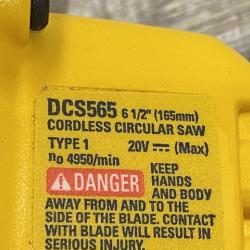 DCS565 6 1/2" (165mm)
CORDLESS CIRCULAR SAW
TYPE 1 20V ⎓ (Max)
n₀ 4950/min
⚠ DANGER KEEP
HANDS
AND BODY
AWAY FROM AND TO THE
SIDE OF THE BLADE. CONTACT
WITH BLADE WILL RESULT IN
SERIOUS INJURY.